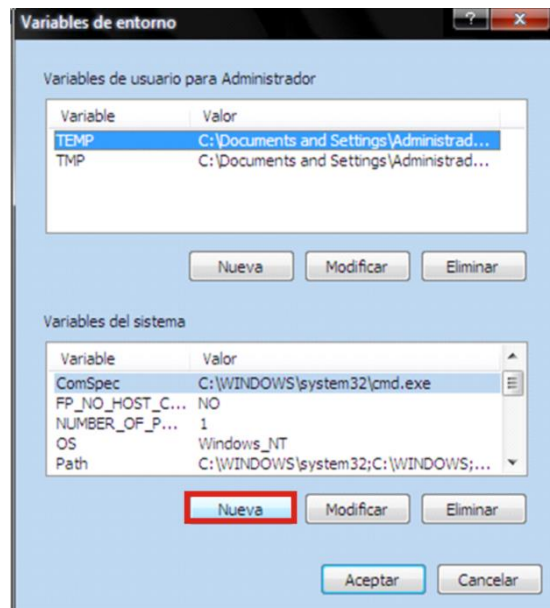 Variables de entorno
Variables de usuario para Administrador
Variable Valor
TEMP C:\Documents and Settings\Administrad...
TMP C:\Documents and Settings\Administrad...
Nueva Modificar Eliminar
Variables del sistema
Variable Valor
ComSpec C:\WINDOWS\system32\cmd.exe
FP_NO_HOST_C... NO
NUMBER_OF_P... 1
OS Windows_NT
Path C:\WINDOWS\system32;C:\WINDOWS;...
Nueva Modificar Eliminar
Aceptar Cancelar